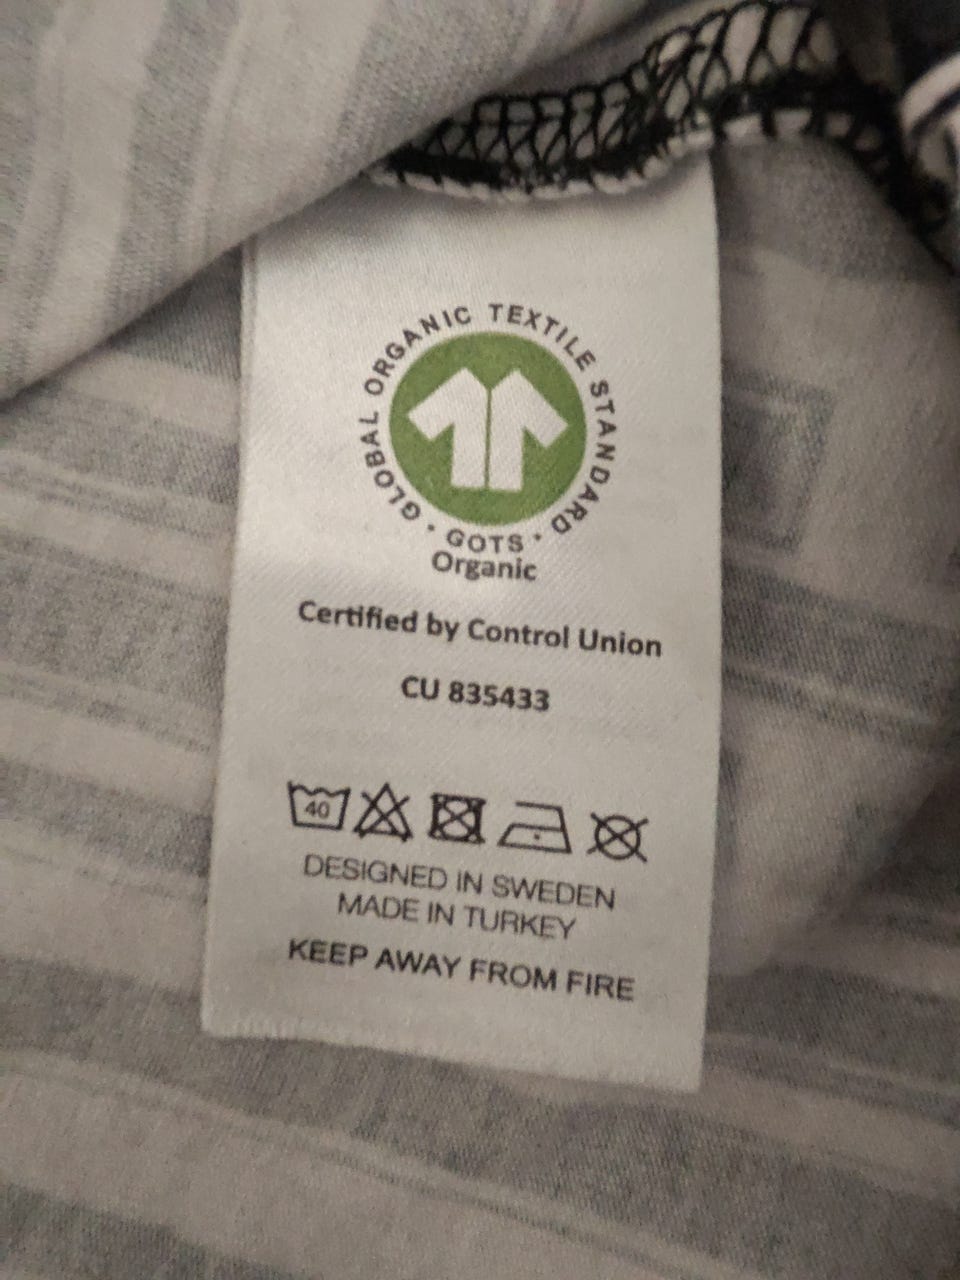 GLOBAL ORGANIC TEXTILE STANDARD · GOTS ·
Organic
Certified by Control Union
CU 835433
40
DESIGNED IN SWEDEN
MADE IN TURKEY
KEEP AWAY FROM FIRE